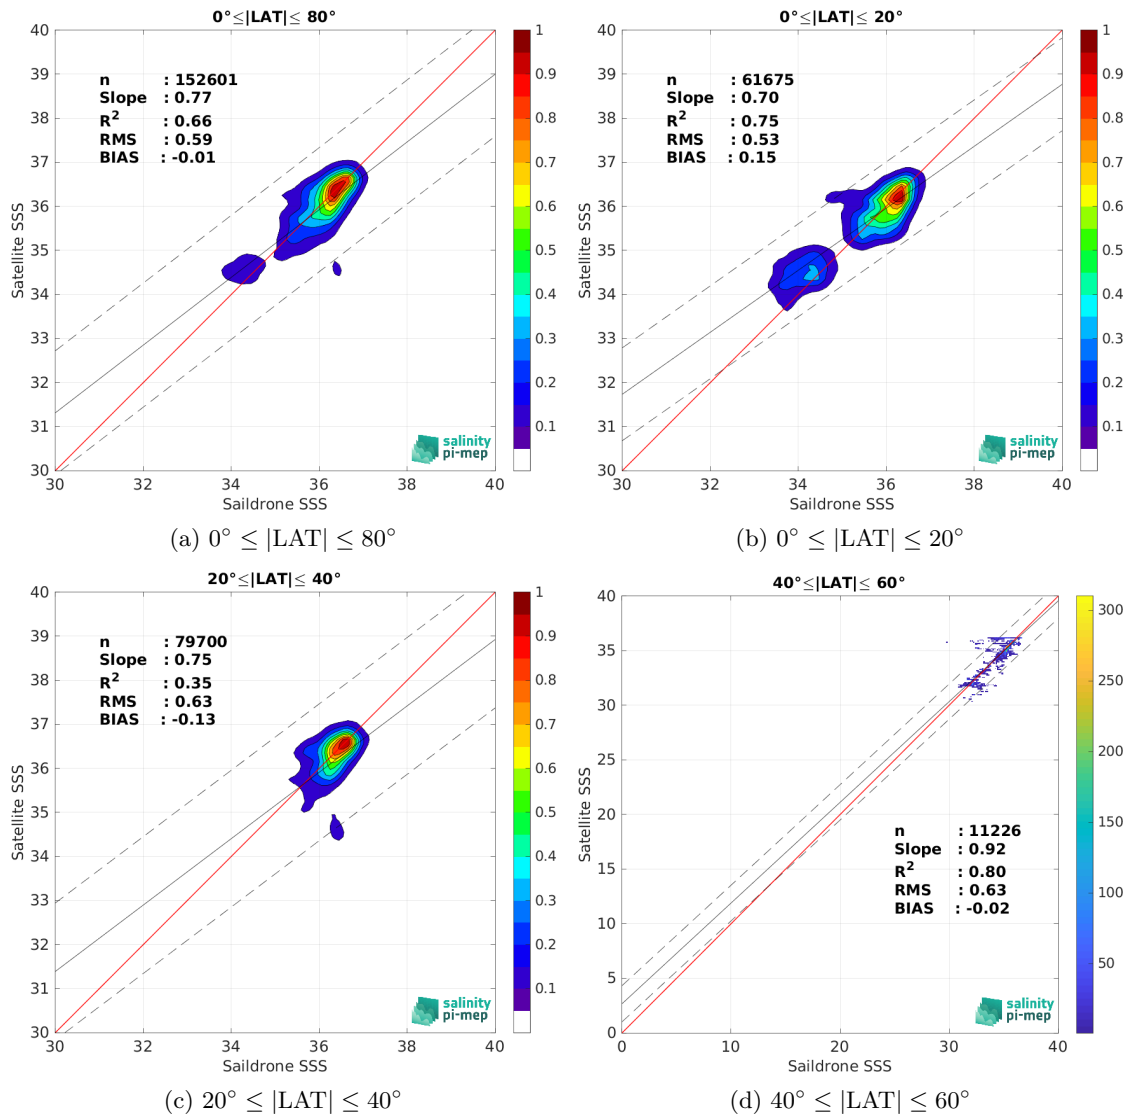 0°≤|LAT|≤ 80°
40
39
38
37
36
35
34
33
32
31
30
30 32 34 36 38 40
Satellite SSS
Saildrone SSS
n : 152601
Slope : 0.77
R² : 0.66
RMS : 0.59
BIAS : -0.01
1
0.9
0.8
0.7
0.6
0.5
0.4
0.3
0.2
0.1
salinity
pi-mep
(a) 0° ≤ |LAT| ≤ 80°
0°≤|LAT|≤ 20°
40
39
38
37
36
35
34
33
32
31
30
30 32 34 36 38 40
Satellite SSS
Saildrone SSS
n : 61675
Slope : 0.70
R² : 0.75
RMS : 0.53
BIAS : 0.15
1
0.9
0.8
0.7
0.6
0.5
0.4
0.3
0.2
0.1
salinity
pi-mep
(b) 0° ≤ |LAT| ≤ 20°
20°≤|LAT|≤ 40°
40
39
38
37
36
35
34
33
32
31
30
30 32 34 36 38 40
Satellite SSS
Saildrone SSS
n : 79700
Slope : 0.75
R² : 0.35
RMS : 0.63
BIAS : -0.13
1
0.9
0.8
0.7
0.6
0.5
0.4
0.3
0.2
0.1
salinity
pi-mep
(c) 20° ≤ |LAT| ≤ 40°
40°≤|LAT|≤ 60°
40
35
30
25
20
15
10
5
0
0 10 20 30 40
Satellite SSS
Saildrone SSS
n : 11226
Slope : 0.92
R² : 0.80
RMS : 0.63
BIAS : -0.02
300
250
200
150
100
50
salinity
pi-mep
(d) 40° ≤ |LAT| ≤ 60°